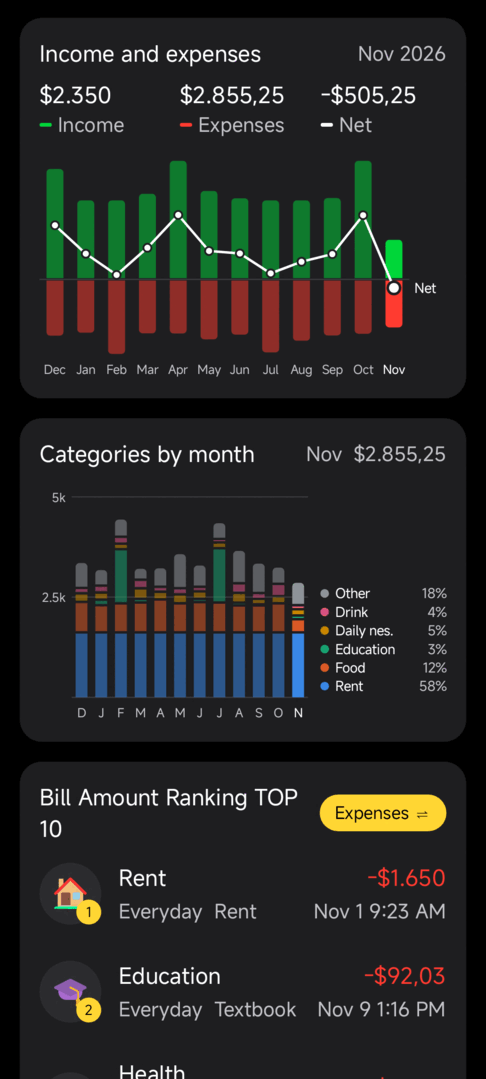 Income and expenses Nov 2026
$2.350 $2.855,25 -$505,25
Income Expenses Net
Net
Dec Jan Feb Mar Apr May Jun Jul Aug Sep Oct Nov
Categories by month Nov $2.855,25
5k
2.5k
Other 18%
Drink 4%
Daily nes. 5%
Education 3%
Food 12%
Rent 58%
D J F M A M J J A S O N
Bill Amount Ranking TOP
10
Expenses ⇌
Rent -$1.650
1
Everyday Rent Nov 1 9:23 AM
Education -$92,03
2
Everyday Textbook Nov 9 1:16 PM
Health